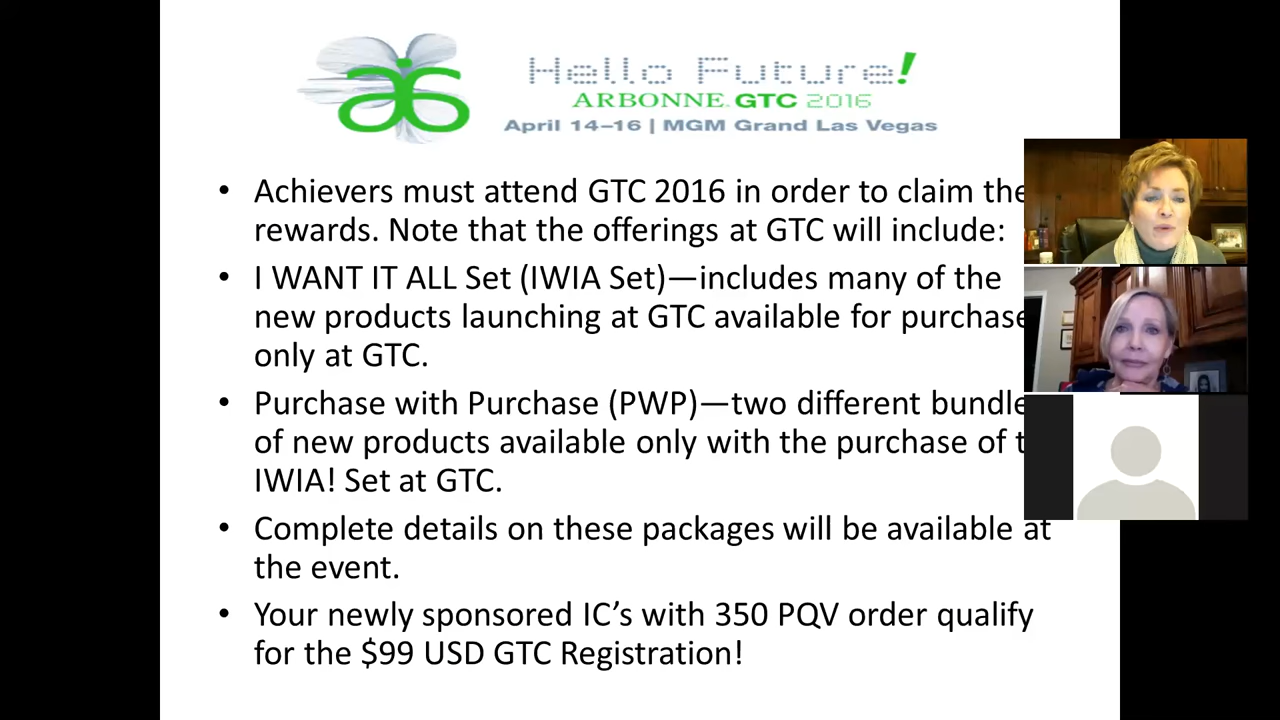 Hello Future!
ARBONNE. GTC 2016
April 14–16 | MGM Grand Las Vegas
• Achievers must attend GTC 2016 in order to claim the
rewards. Note that the offerings at GTC will include:
• I WANT IT ALL Set (IWIA Set)—includes many of the
new products launching at GTC available for purchase
only at GTC.
• Purchase with Purchase (PWP)—two different bundle
of new products available only with the purchase of t
IWIA! Set at GTC.
• Complete details on these packages will be available at
the event.
• Your newly sponsored IC’s with 350 PQV order qualify
for the $99 USD GTC Registration!